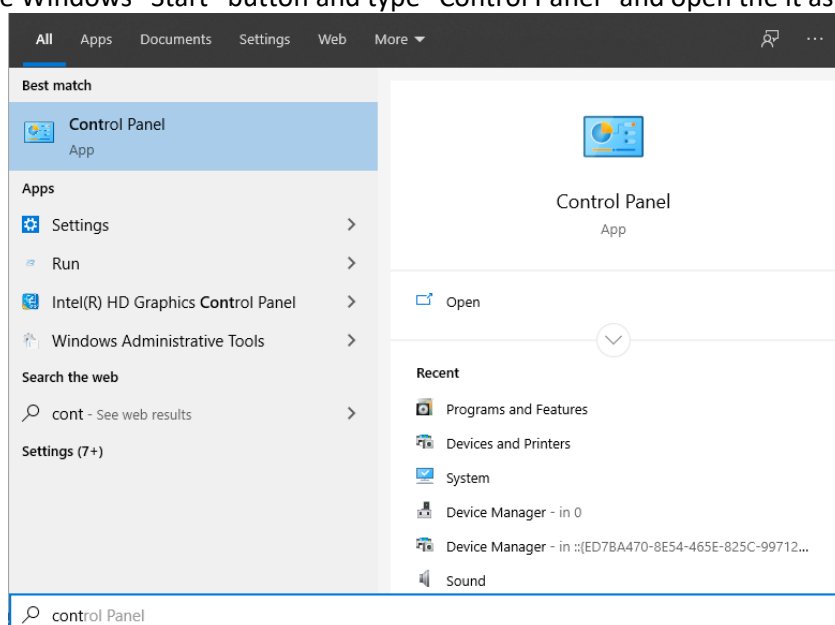 e Windows "Start" button and type "Control Panel" and open the it as
All Apps Documents Settings Web More
Best match
Control Panel
App
Apps
Settings
Run
Intel(R) HD Graphics Control Panel
Windows Administrative Tools
Search the web
cont - See web results
Settings (7+)
Control Panel
App
Open
Recent
Programs and Features
Devices and Printers
System
Device Manager - in 0
Device Manager - in ::{ED7BA470-8E54-465E-825C-99712...
Sound
control Panel